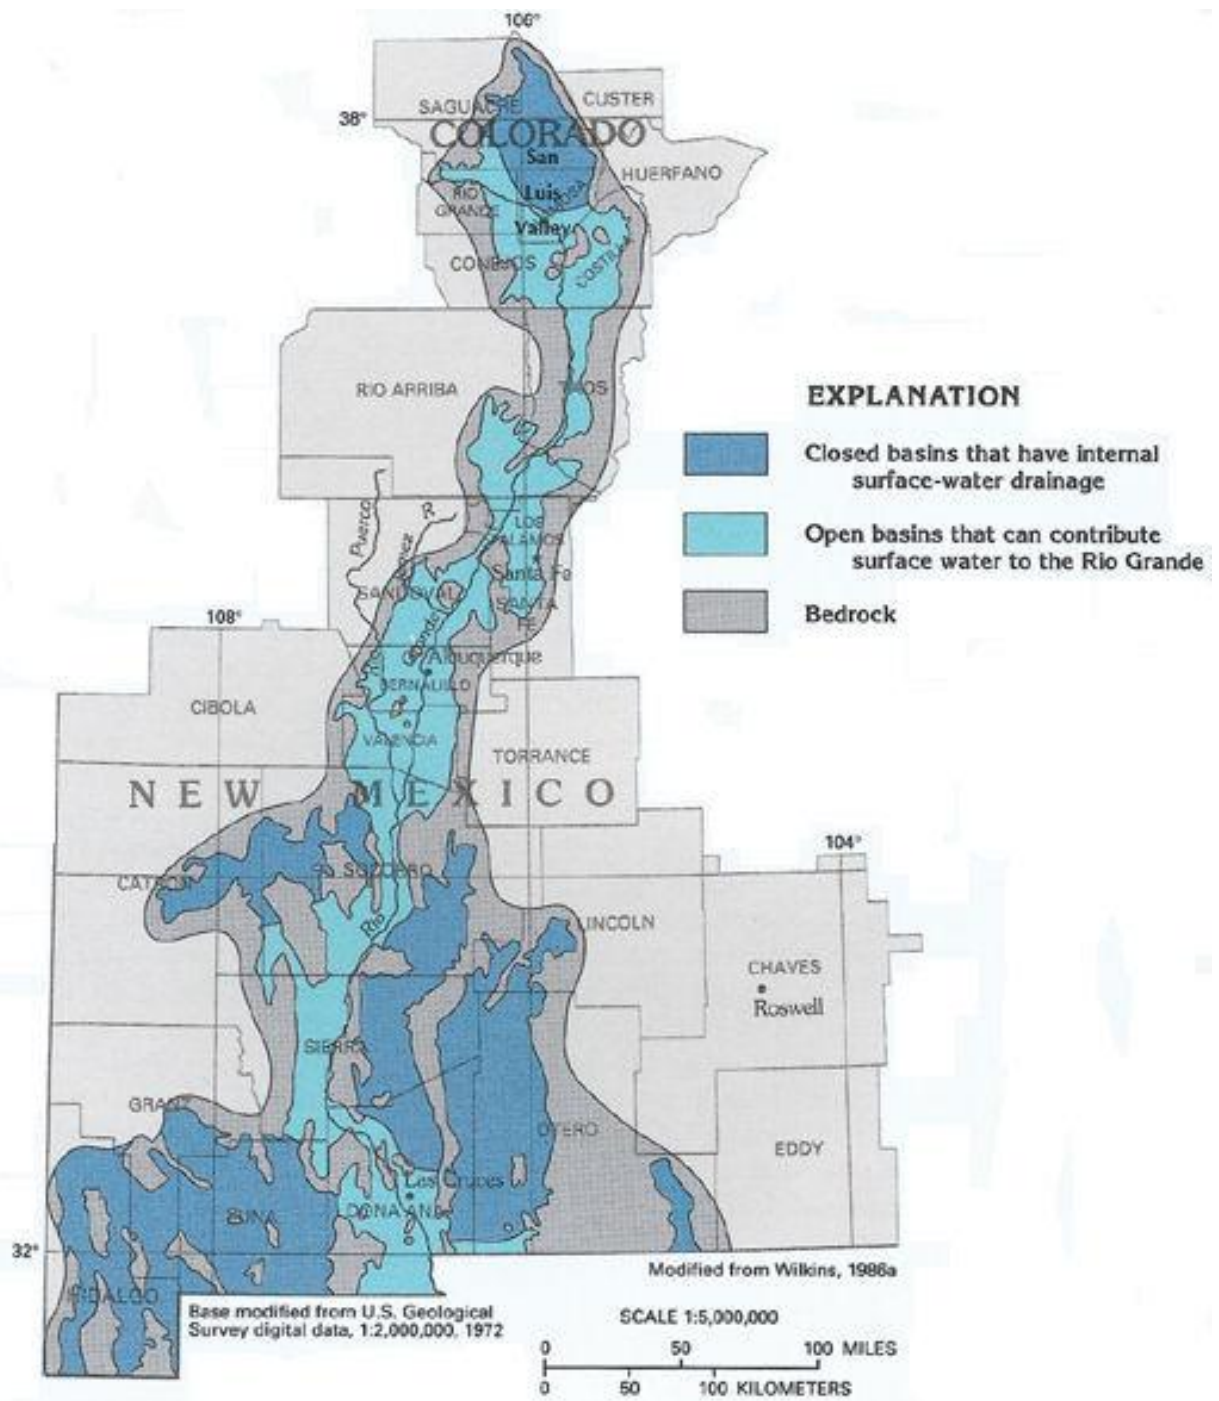 106°
SAGUACHE
CUSTER
38°
COLORADO
San
HUERFANO
Luis
RIO
GRANDE
ALAMOSA
Valley
CONEJOS
COSTILLA
RIO ARRIBA
TAOS
EXPLANATION
Closed basins that have internal
surface-water drainage
Open basins that can contribute
surface water to the Rio Grande
Bedrock
Puerco
R
Jemez
LOS
ALAMOS
Santa Fe
SANDOVAL
SANTA
FE
108°
Grande
Rio
Albuquerque
BERNALILLO
CIBOLA
VALENCIA
TORRANCE
NEW MEXICO
104°
SOCORRO
CATRON
Rio
LINCOLN
CHAVES
Roswell
SIERRA
GRANT
OTERO
EDDY
Las Cruces
LUNA
DONA ANA
32°
HIDALGO
Modified from Wilkins, 1986a
Base modified from U.S. Geological
Survey digital data, 1:2,000,000, 1972
SCALE 1:5,000,000
0 50 100 MILES
0 50 100 KILOMETERS